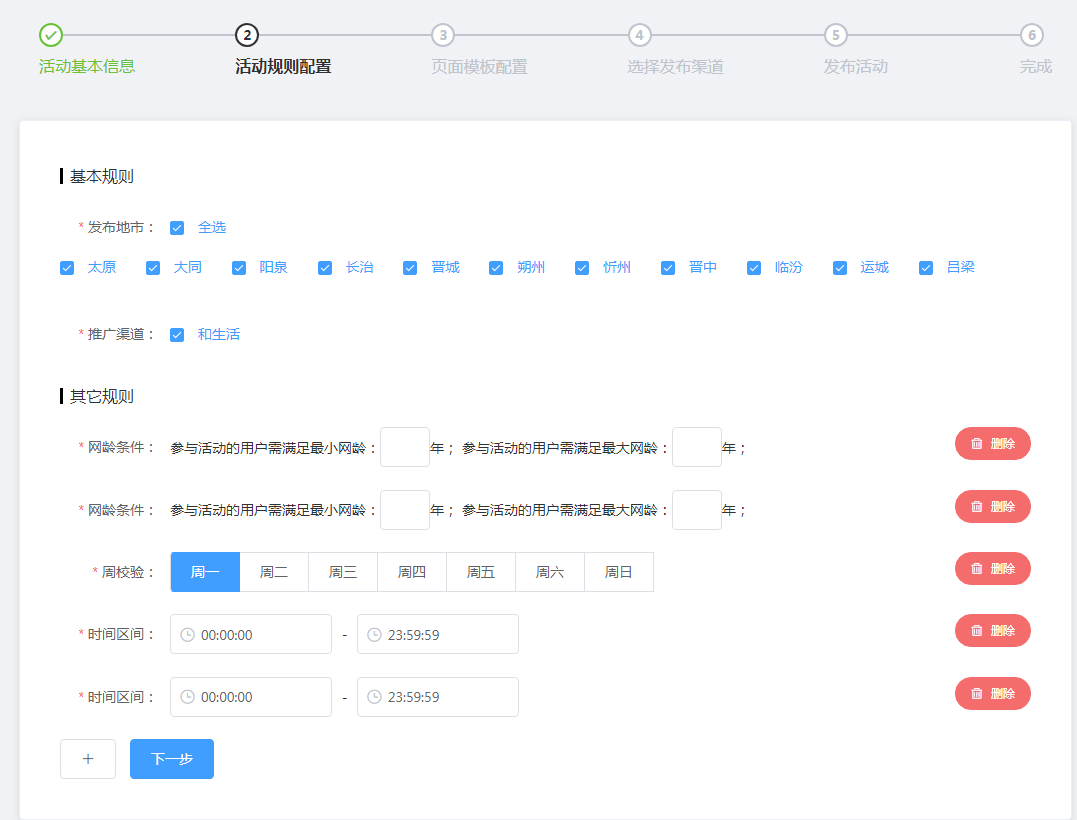 2 3 4 5 6
活动基本信息 活动规则配置 页面模板配置 选择发布渠道 发布活动 完成
基本规则
* 发布地市： 全选
太原 大同 阳泉 长治 晋城 朔州 忻州 晋中 临汾 运城 吕梁
* 推广渠道： 和生活
其它规则
* 网龄条件： 参与活动的用户需满足最小网龄： 年； 参与活动的用户需满足最大网龄： 年； 删除
* 网龄条件： 参与活动的用户需满足最小网龄： 年； 参与活动的用户需满足最大网龄： 年； 删除
* 周校验： 周一 周二 周三 周四 周五 周六 周日 删除
* 时间区间： 00:00:00 - 23:59:59 删除
* 时间区间： 00:00:00 - 23:59:59 删除
+ 下一步